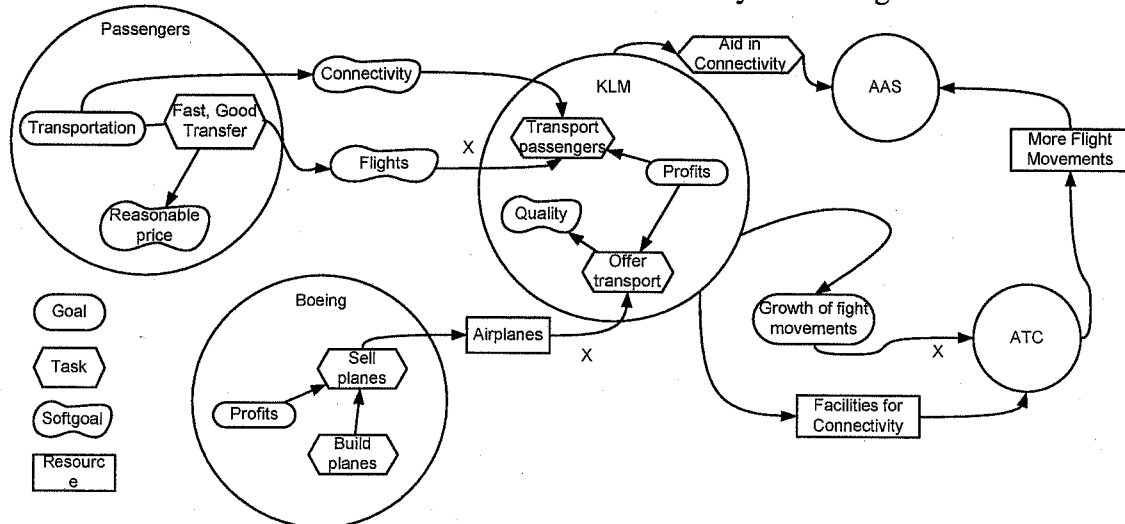 Passengers
Connectivity
Transportation
Fast, Good
Transfer
Flights
X
Reasonable
price
KLM
Transport
passengers
Profits
Quality
Offer
transport
Aid in
Connectivity
AAS
More Flight
Movements
Boeing
Airplanes
X
Sell
planes
Profits
Build
planes
Growth of fight
movements
X
ATC
Facilities for
Connectivity
Goal
Task
Softgoal
Resourc
e